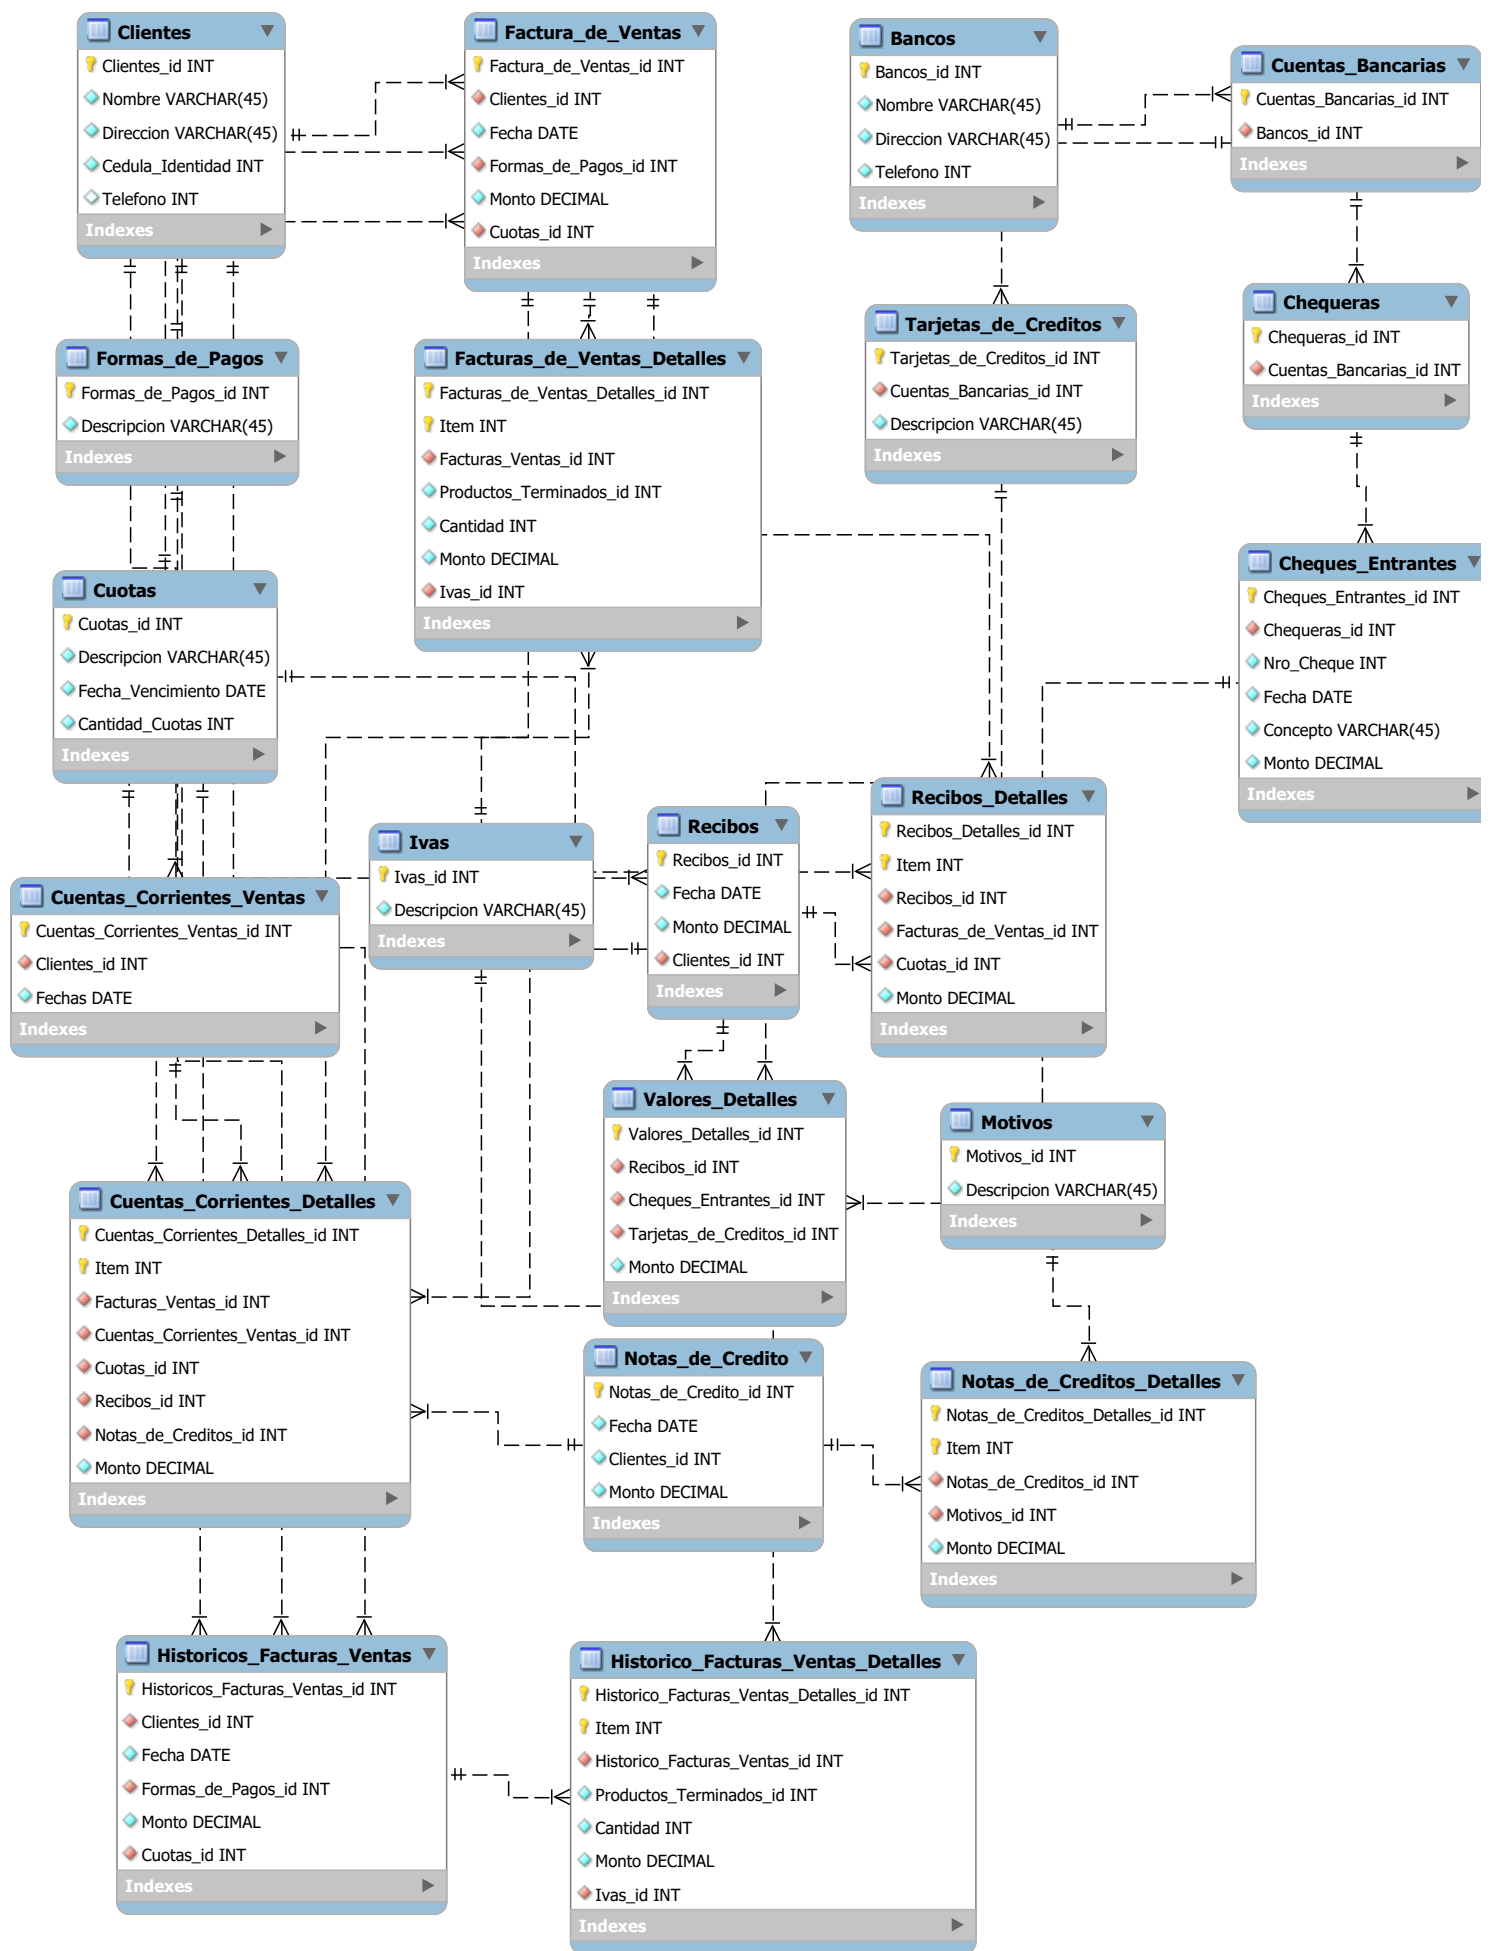 Clientes
Clientes_id INT
Nombre VARCHAR(45)
Direccion VARCHAR(45)
Cedula_Identidad INT
Telefono INT
Indexes
Factura_de_Ventas
Factura_de_Ventas_id INT
Clientes_id INT
Fecha DATE
Formas_de_Pagos_id INT
Monto DECIMAL
Cuotas_id INT
Indexes
Bancos
Bancos_id INT
Nombre VARCHAR(45)
Direccion VARCHAR(45)
Telefono INT
Indexes
Cuentas_Bancarias
Cuentas_Bancarias_id INT
Bancos_id INT
Indexes
Formas_de_Pagos
Formas_de_Pagos_id INT
Descripcion VARCHAR(45)
Indexes
Facturas_de_Ventas_Detalles
Facturas_de_Ventas_Detalles_id INT
Item INT
Facturas_Ventas_id INT
Productos_Terminados_id INT
Cantidad INT
Monto DECIMAL
Ivas_id INT
Indexes
Tarjetas_de_Creditos
Tarjetas_de_Creditos_id INT
Cuentas_Bancarias_id INT
Descripcion VARCHAR(45)
Indexes
Chequeras
Chequeras_id INT
Cuentas_Bancarias_id INT
Indexes
Cuotas
Cuotas_id INT
Descripcion VARCHAR(45)
Fecha_Vencimiento DATE
Cantidad_Cuotas INT
Indexes
Cheques_Entrantes
Cheques_Entrantes_id INT
Chequeras_id INT
Nro_Cheque INT
Fecha DATE
Concepto VARCHAR(45)
Monto DECIMAL
Indexes
Ivas
Ivas_id INT
Descripcion VARCHAR(45)
Indexes
Recibos
Recibos_id INT
Fecha DATE
Monto DECIMAL
Clientes_id INT
Indexes
Recibos_Detalles
Recibos_Detalles_id INT
Item INT
Recibos_id INT
Facturas_de_Ventas_id INT
Cuotas_id INT
Monto DECIMAL
Indexes
Cuentas_Corrientes_Ventas
Cuentas_Corrientes_Ventas_id INT
Clientes_id INT
Fechas DATE
Indexes
Valores_Detalles
Valores_Detalles_id INT
Recibos_id INT
Cheques_Entrantes_id INT
Tarjetas_de_Creditos_id INT
Monto DECIMAL
Indexes
Motivos
Motivos_id INT
Descripcion VARCHAR(45)
Indexes
Cuentas_Corrientes_Detalles
Cuentas_Corrientes_Detalles_id INT
Item INT
Facturas_Ventas_id INT
Cuentas_Corrientes_Ventas_id INT
Cuotas_id INT
Recibos_id INT
Notas_de_Creditos_id INT
Monto DECIMAL
Indexes
Notas_de_Credito
Notas_de_Credito_id INT
Fecha DATE
Clientes_id INT
Monto DECIMAL
Indexes
Notas_de_Creditos_Detalles
Notas_de_Creditos_Detalles_id INT
Item INT
Notas_de_Creditos_id INT
Motivos_id INT
Monto DECIMAL
Indexes
Historicos_Facturas_Ventas
Historicos_Facturas_Ventas_id INT
Clientes_id INT
Fecha DATE
Formas_de_Pagos_id INT
Monto DECIMAL
Cuotas_id INT
Indexes
Historico_Facturas_Ventas_Detalles
Historico_Facturas_Ventas_Detalles_id INT
Item INT
Historico_Facturas_Ventas_id INT
Productos_Terminados_id INT
Cantidad INT
Monto DECIMAL
Ivas_id INT
Indexes